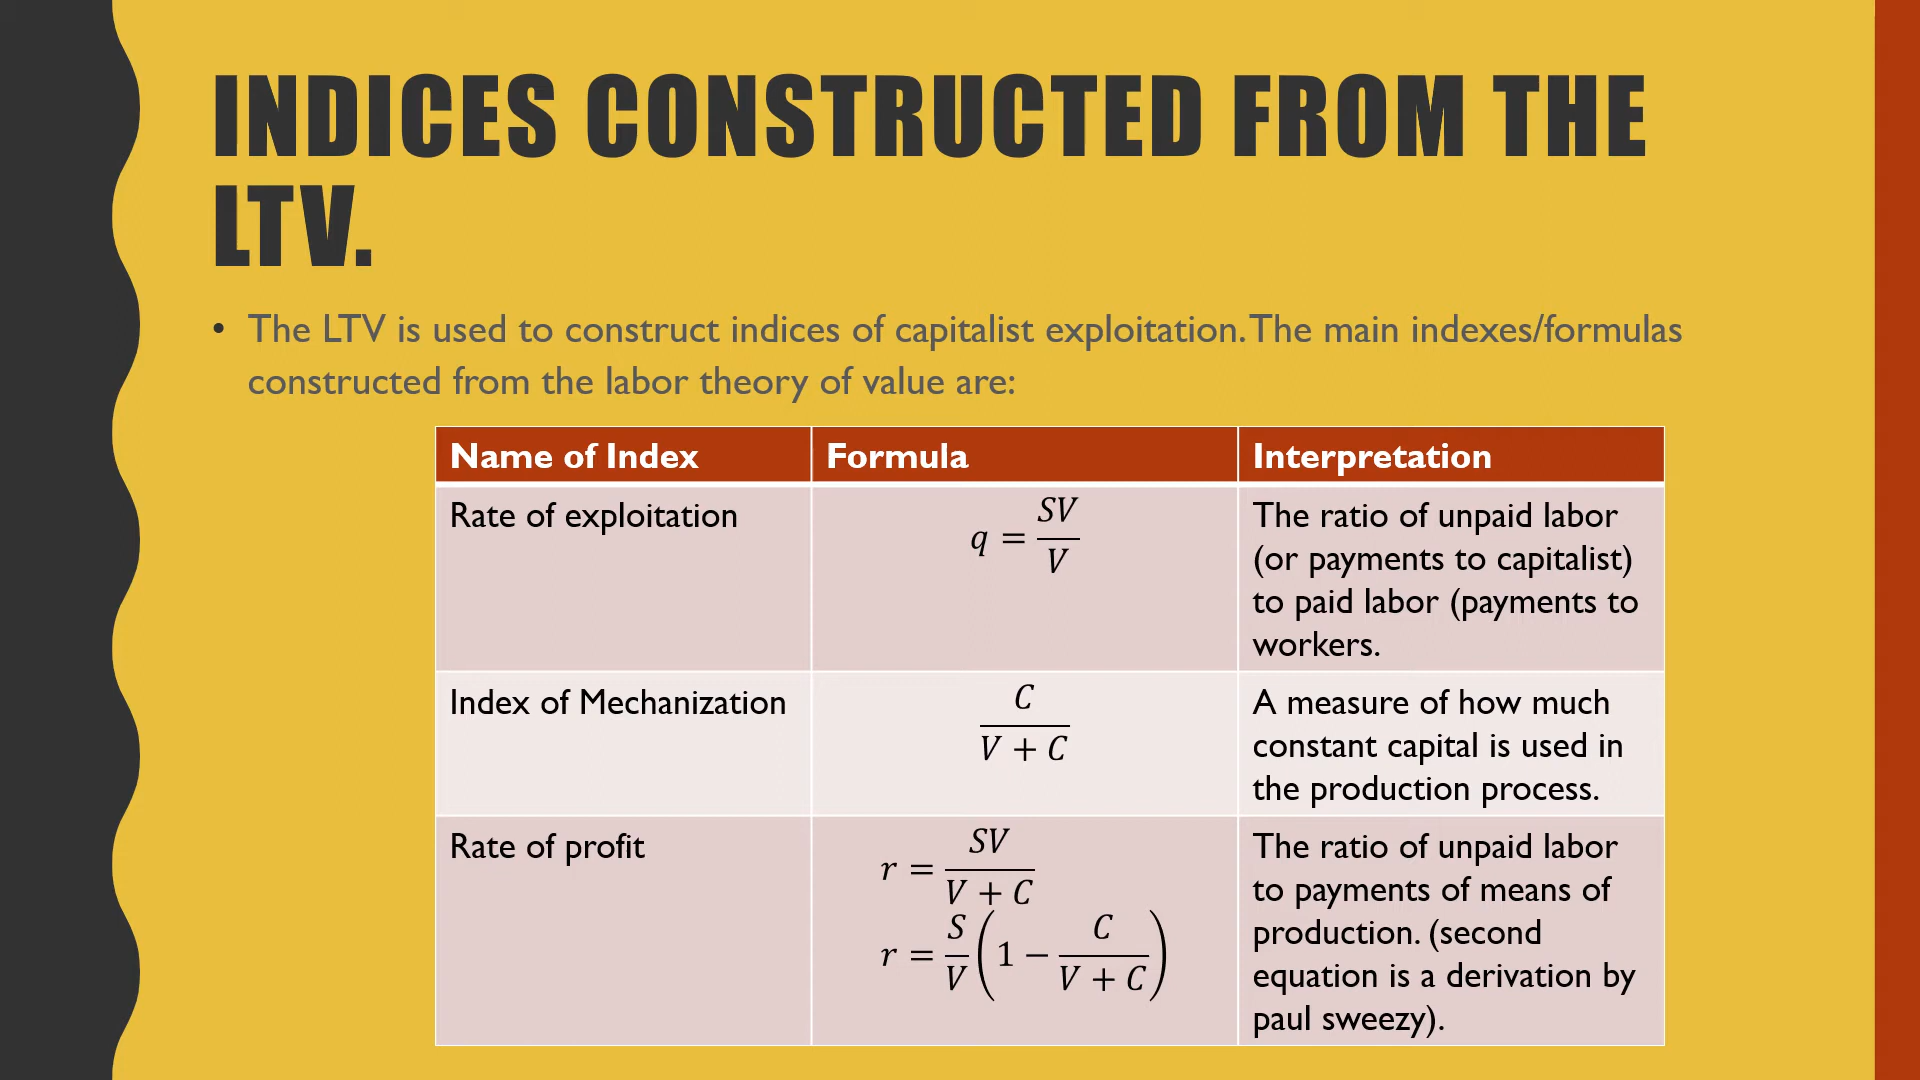 INDICES CONSTRUCTED FROM THE
LTV.
• The LTV is used to construct indices of capitalist exploitation. The main indexes/formulas
constructed from the labor theory of value are:
Name of Index
Formula
Interpretation
Rate of exploitation
q = SV/V
The ratio of unpaid labor
(or payments to capitalist)
to paid labor (payments to
workers.
Index of Mechanization
C/(V + C)
A measure of how much
constant capital is used in
the production process.
Rate of profit
r = SV/(V + C)
r = S/V (1 − C/(V + C))
The ratio of unpaid labor
to payments of means of
production. (second
equation is a derivation by
paul sweezy).